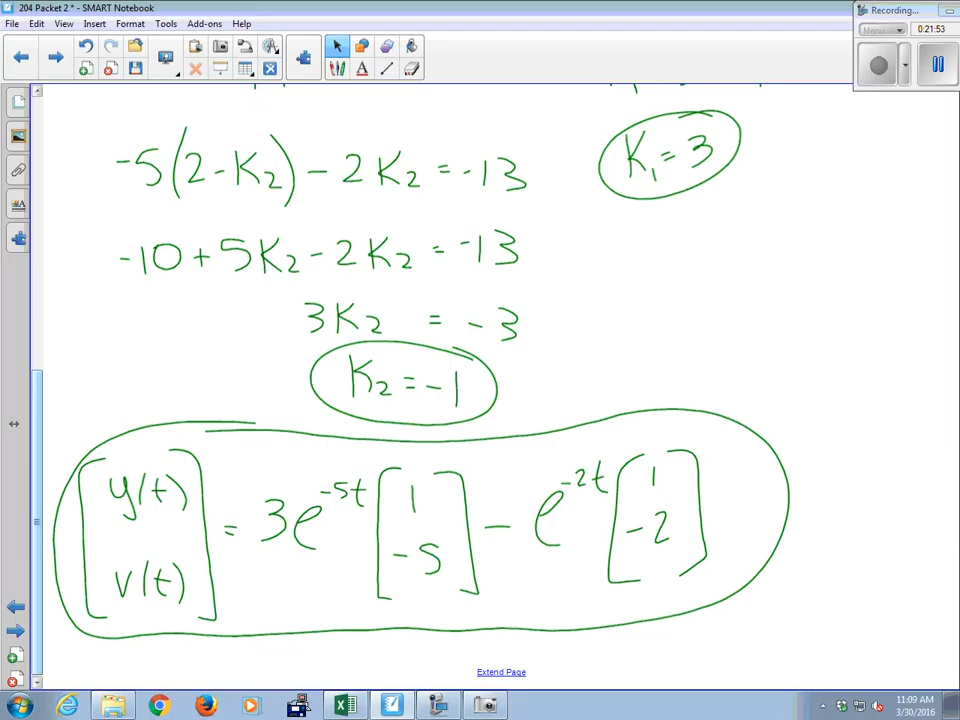 204 Packet 2 * - SMART Notebook
Recording...
File Edit View Insert Format Tools Add-ons Help
Menu
0:21:53
-5(2-K₂) - 2K₂ = -13
K₁ = 3
-10 + 5K₂ - 2K₂ = -13
3K₂ = -3
K₂ = -1
[y(t) v(t)] = 3e^-5t [1 -5] - e^-2t [1 -2]
Extend Page
11:09 AM
3/30/2016